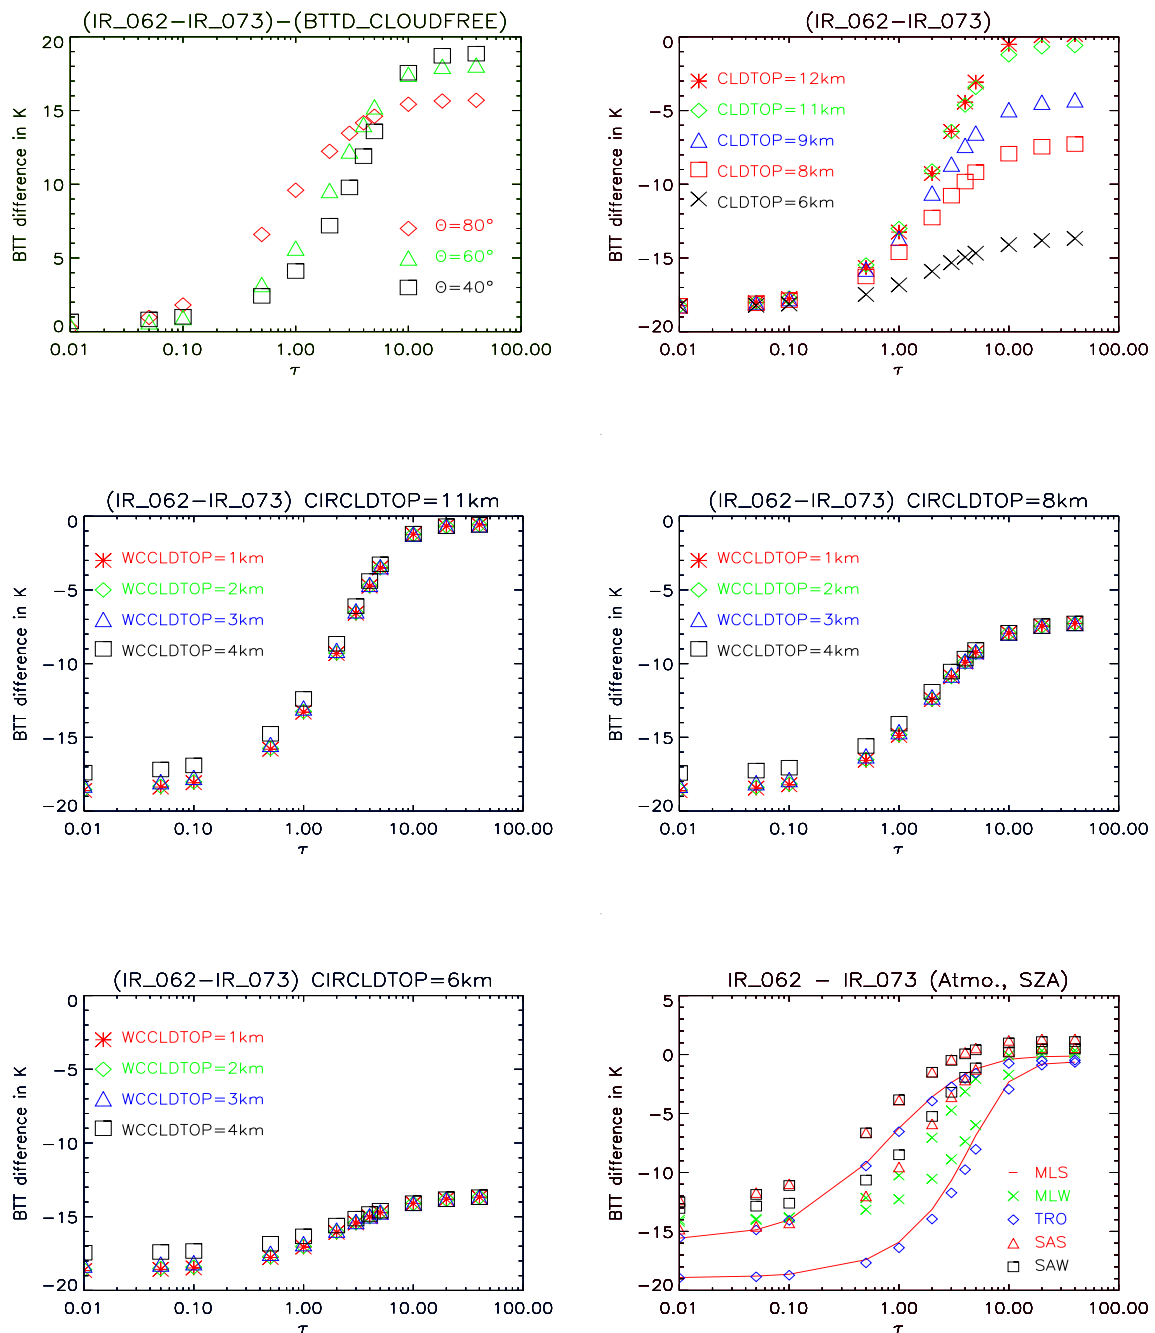 (IR_062-IR_073)-(BTTD_CLOUDFREE)
20
15
10
5
0
BTT difference in K
Θ=80°
Θ=60°
Θ=40°
0.01 0.10 1.00 10.00 100.00
τ
(IR_062-IR_073)
0
-5
-10
-15
-20
BTT difference in K
CLDTOP=12km
CLDTOP=11km
CLDTOP=9km
CLDTOP=8km
CLDTOP=6km
0.01 0.10 1.00 10.00 100.00
τ
(IR_062-IR_073) CIRCLDTOP=11km
0
-5
-10
-15
-20
BTT difference in K
WCCLDTOP=1km
WCCLDTOP=2km
WCCLDTOP=3km
WCCLDTOP=4km
0.01 0.10 1.00 10.00 100.00
τ
(IR_062-IR_073) CIRCLDTOP=8km
0
-5
-10
-15
-20
BTT difference in K
WCCLDTOP=1km
WCCLDTOP=2km
WCCLDTOP=3km
WCCLDTOP=4km
0.01 0.10 1.00 10.00 100.00
τ
(IR_062-IR_073) CIRCLDTOP=6km
0
-5
-10
-15
-20
BTT difference in K
WCCLDTOP=1km
WCCLDTOP=2km
WCCLDTOP=3km
WCCLDTOP=4km
0.01 0.10 1.00 10.00 100.00
τ
IR_062 - IR_073 (Atmo., SZA)
5
0
-5
-10
-15
-20
BTT difference in K
MLS
MLW
TRO
SAS
SAW
0.01 0.10 1.00 10.00 100.00
τ